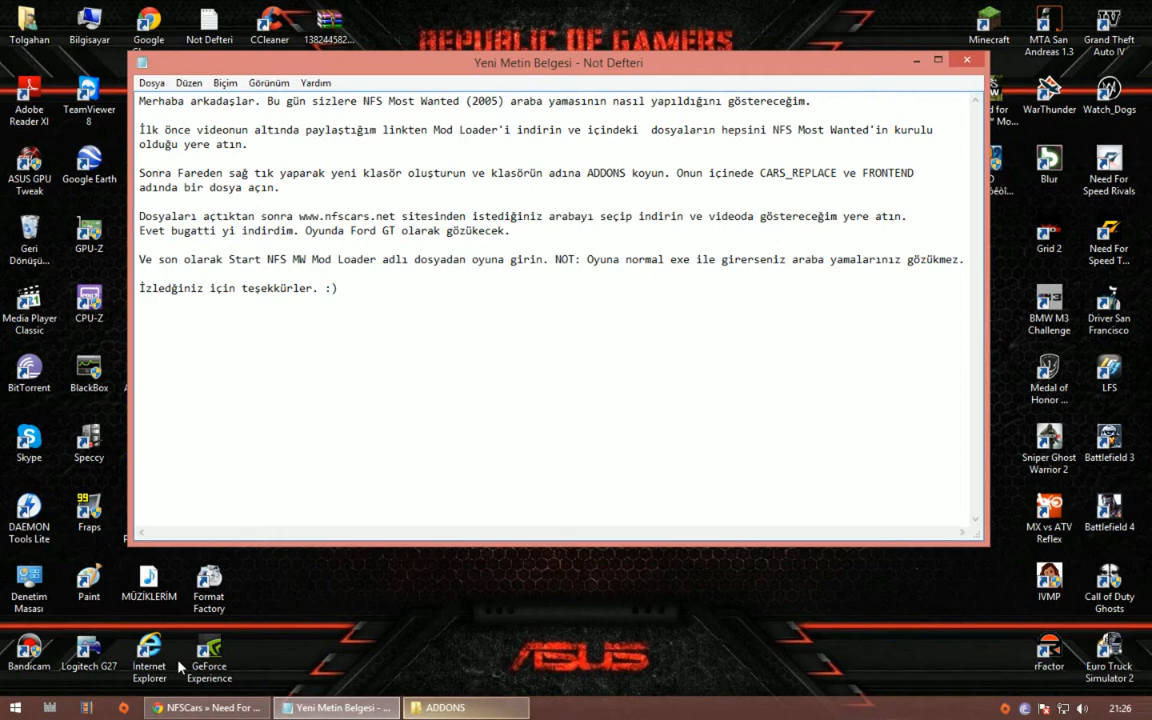 Tolgahan
Bilgisayar
Google
Not Defteri
CCleaner
138244582...
REPUBLIC OF GAMERS
Minecraft
MTA San
Andreas 1.3
Grand Theft
Auto IV
Yeni Metin Belgesi - Not Defteri
Dosya Düzen Biçim Görünüm Yardım
Merhaba arkadaşlar. Bu gün sizlere NFS Most Wanted (2005) araba yamasının nasıl yapıldığını göstereceğim.
İlk önce videonun altında paylaştığım linkten Mod Loader'i indirin ve içindeki dosyaların hepsini NFS Most Wanted'in kurulu
olduğu yere atın.
Sonra Fareden sağ tık yaparak yeni klasör oluşturun ve klasörün adına ADDONS koyun. Onun içinede CARS_REPLACE ve FRONTEND
adında bir dosya açın.
Dosyaları açtıktan sonra www.nfscars.net sitesinden istediğiniz arabayı seçip indirin ve videoda göstereceğim yere atın.
Evet bugatti yi indirdim. Oyunda Ford GT olarak gözükecek.
Ve son olarak Start NFS MW Mod Loader adlı dosyadan oyuna girin. NOT: Oyuna normal exe ile girerseniz araba yamalarınız gözükmez.
İzledğiniz için teşekkürler. :)
Adobe
Reader XI
TeamViewer
8
ASUS GPU
Tweak
Google Earth
Geri
Dönüşü...
GPU-Z
Media Player
Classic
CPU-Z
BitTorrent
BlackBox
Skype
Speccy
DAEMON
Tools Lite
99
Fraps
Denetim
Masası
Paint
MÜZİKLERİM
Format
Factory
Bandicam
Logitech G27
Internet
Explorer
GeForce
Experience
d for
Mo...
WarThunder
Watch_Dogs
Blur
Need For
Speed Rivals
Grid 2
Need For
Speed T...
BMW M3
Challenge
Driver San
Francisco
Medal of
Honor ...
LFS
Sniper Ghost
Warrior 2
Battlefield 3
MX vs ATV
Reflex
Battlefield 4
IVMP
Call of Duty
Ghosts
rFactor
Euro Truck
Simulator 2
ASUS
NFSCars » Need For ...
Yeni Metin Belgesi - ...
ADDONS
21:26